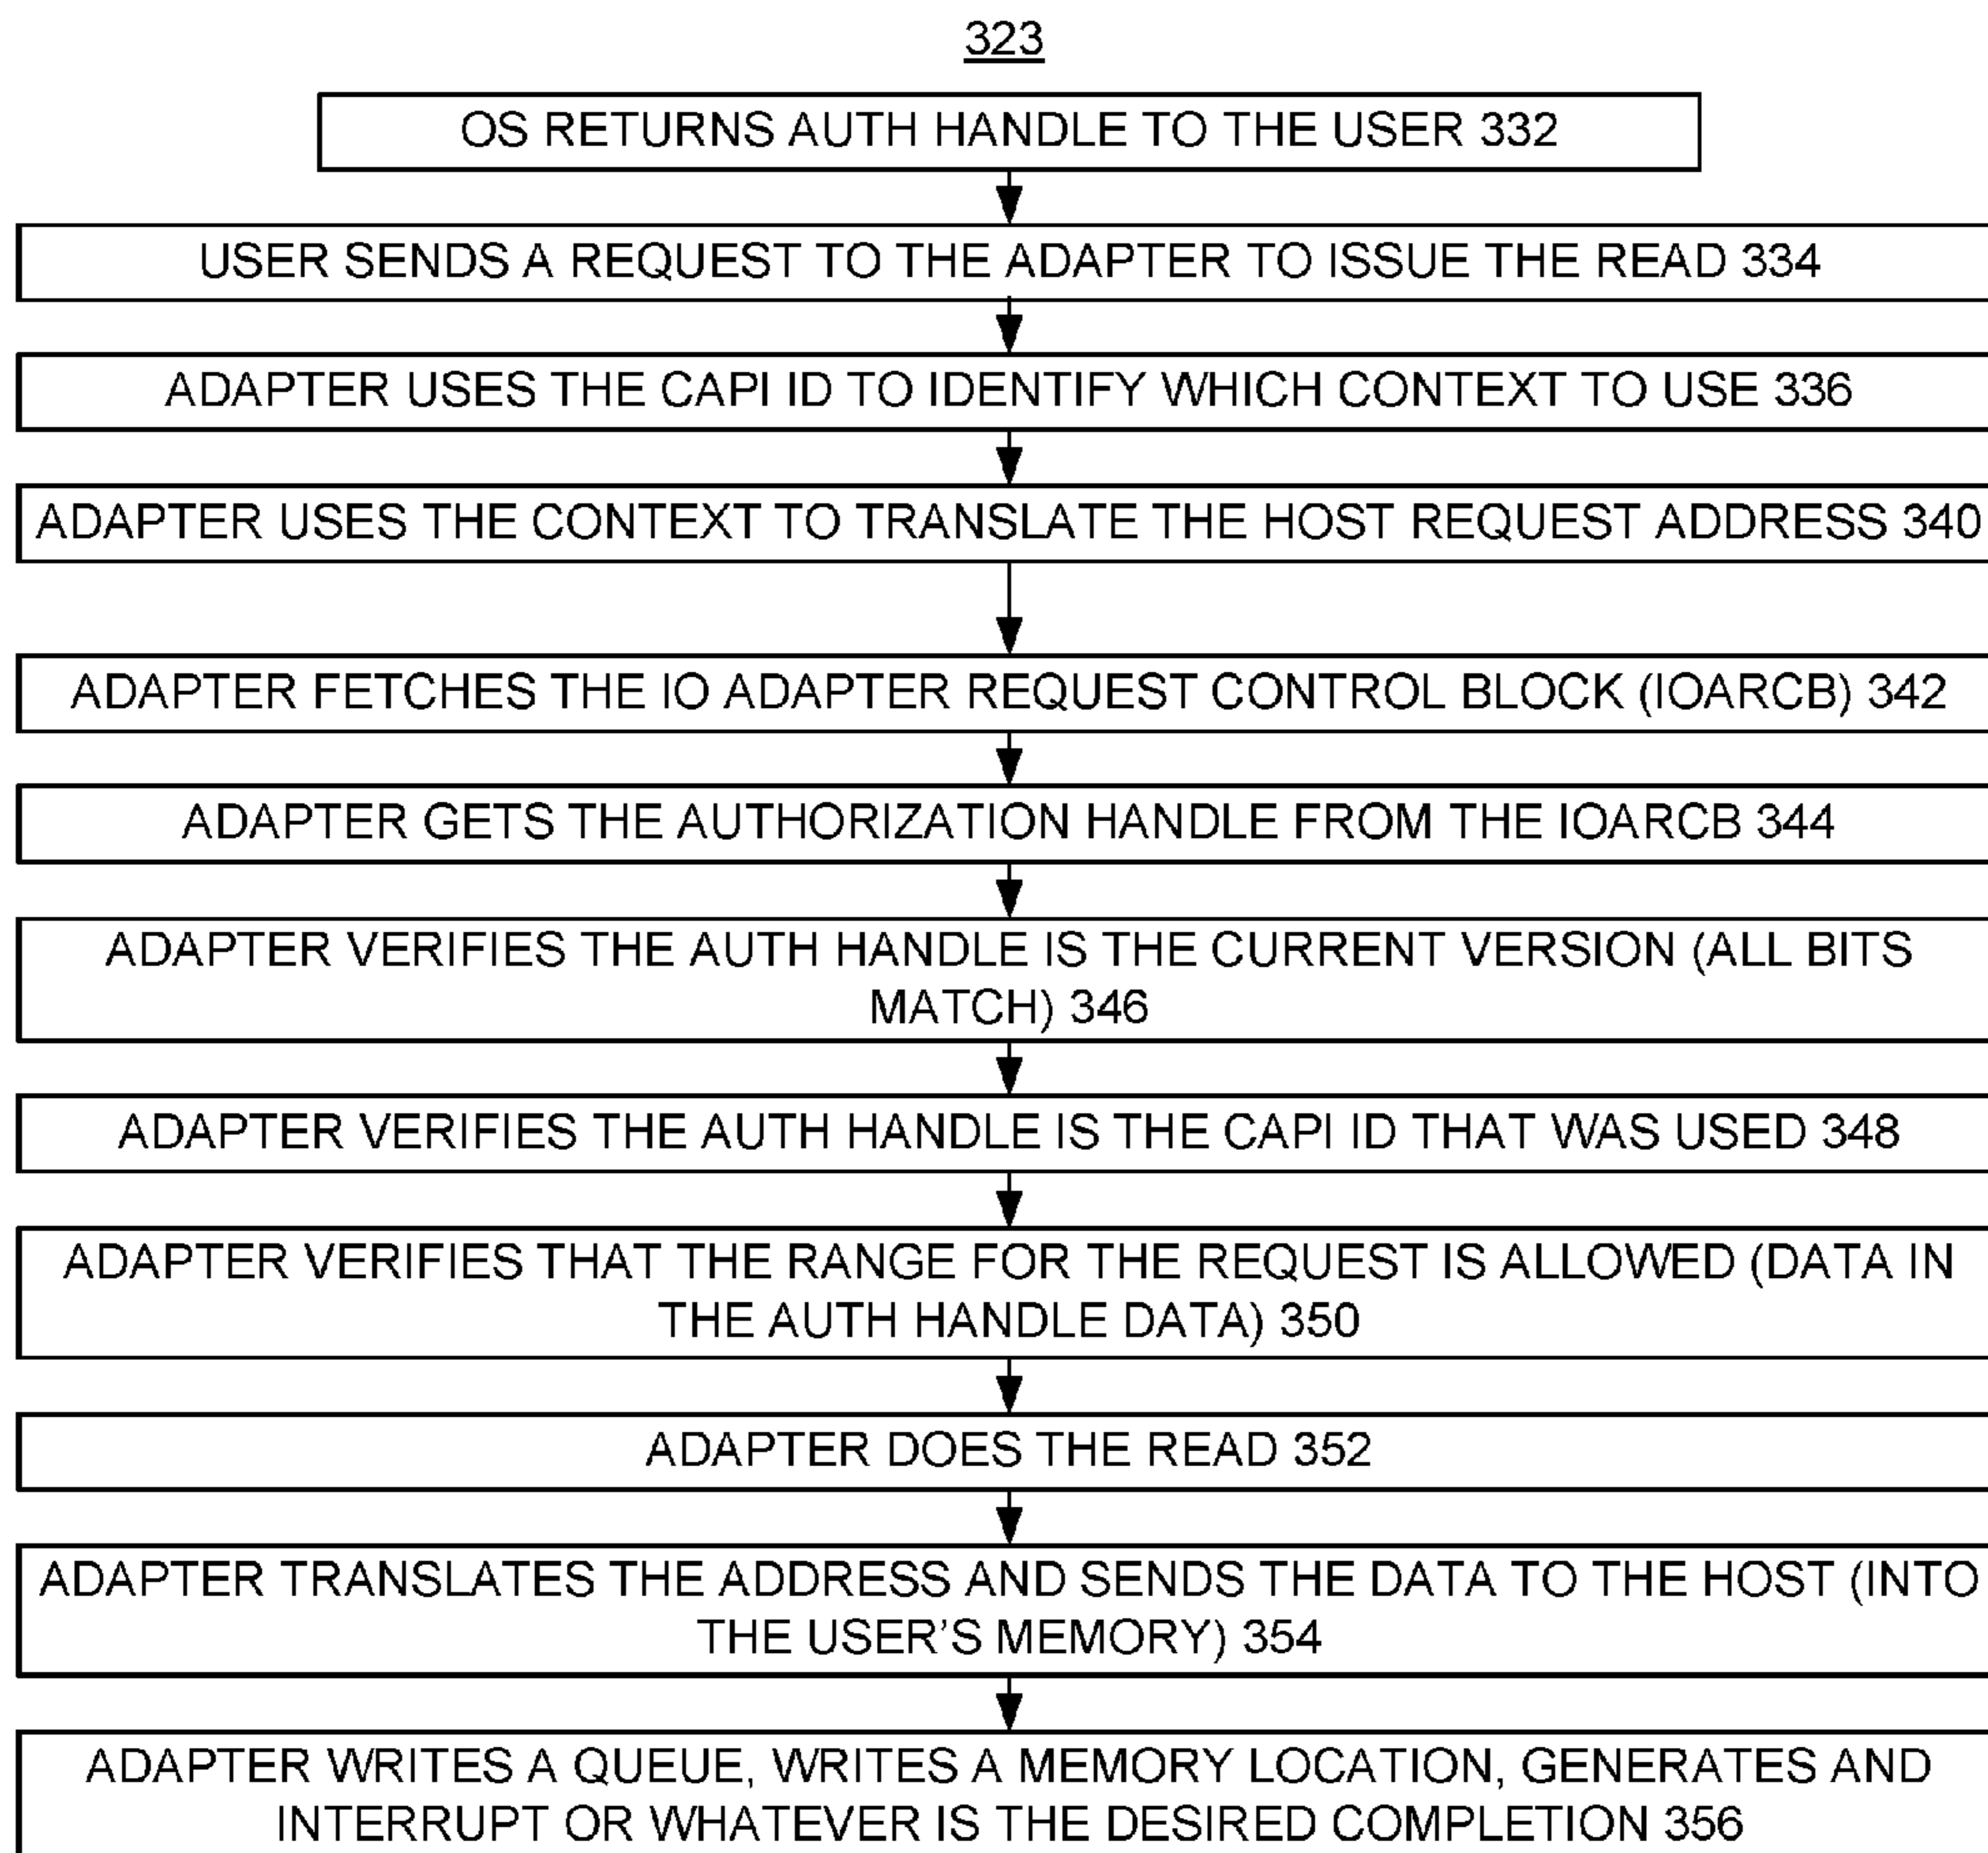 323
OS RETURNS AUTH HANDLE TO THE USER 332
USER SENDS A REQUEST TO THE ADAPTER TO ISSUE THE READ 334
ADAPTER USES THE CAPI ID TO IDENTIFY WHICH CONTEXT TO USE 336
ADAPTER USES THE CONTEXT TO TRANSLATE THE HOST REQUEST ADDRESS 340
ADAPTER FETCHES THE IO ADAPTER REQUEST CONTROL BLOCK (IOARCB) 342
ADAPTER GETS THE AUTHORIZATION HANDLE FROM THE IOARCB 344
ADAPTER VERIFIES THE AUTH HANDLE IS THE CURRENT VERSION (ALL BITS
MATCH) 346
ADAPTER VERIFIES THE AUTH HANDLE IS THE CAPI ID THAT WAS USED 348
ADAPTER VERIFIES THAT THE RANGE FOR THE REQUEST IS ALLOWED (DATA IN
THE AUTH HANDLE DATA) 350
ADAPTER DOES THE READ 352
ADAPTER TRANSLATES THE ADDRESS AND SENDS THE DATA TO THE HOST (INTO
THE USER'S MEMORY) 354
ADAPTER WRITES A QUEUE, WRITES A MEMORY LOCATION, GENERATES AND
INTERRUPT OR WHATEVER IS THE DESIRED COMPLETION 356